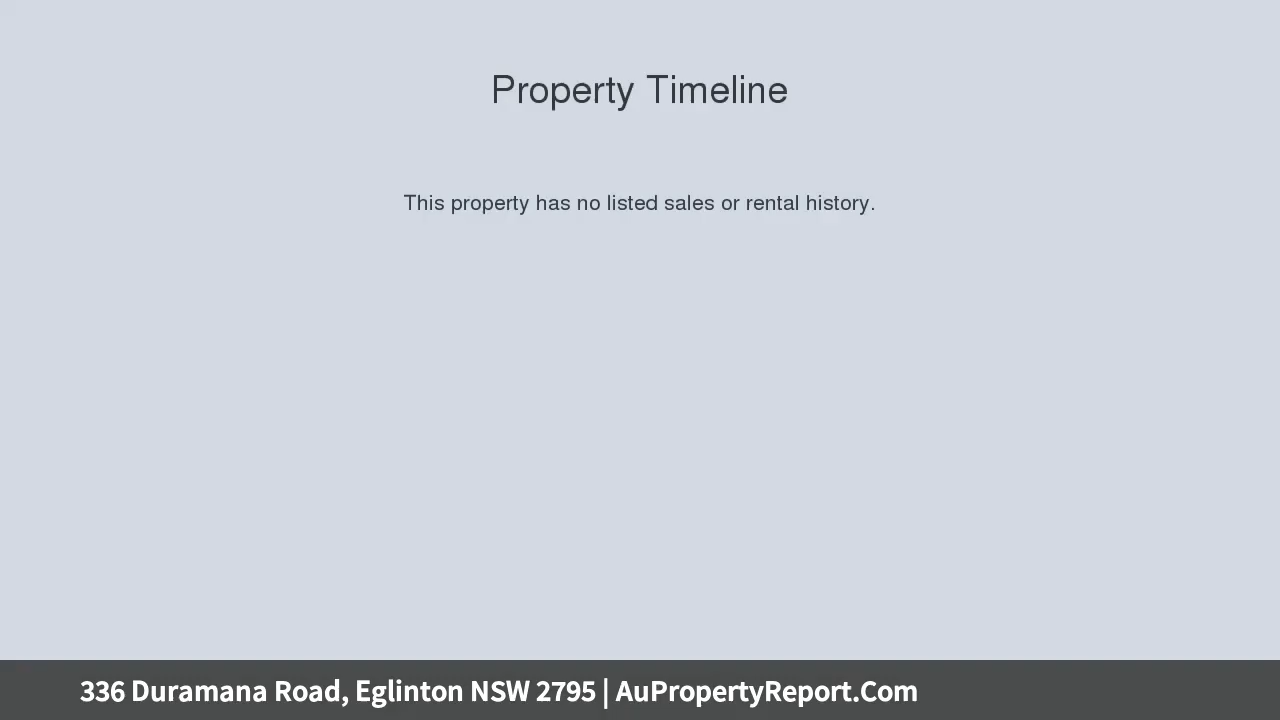 Property Timeline
This property has no listed sales or rental history.
336 Duramana Road, Eglinton NSW 2795 | AuPropertyReport.Com